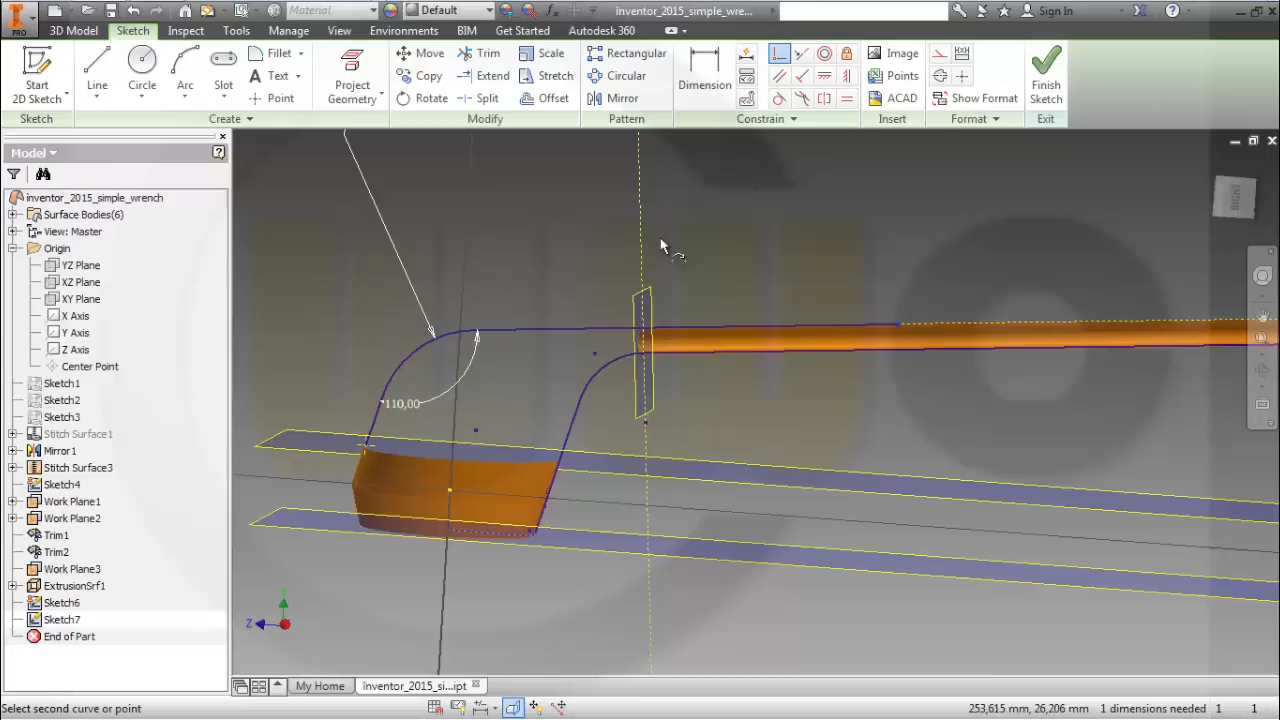 PRO
Material
Default
inventor_2015_simple_wre...
Sign In
3D Model
Sketch
Inspect
Tools
Manage
View
Environments
BIM
Get Started
Autodesk 360
Start
2D Sketch
Line
Circle
Arc
Slot
Fillet
Text
Point
Project
Geometry
Move
Copy
Rotate
Trim
Extend
Split
Scale
Stretch
Offset
Rectangular
Circular
Mirror
Dimension
Image
Points
ACAD
Show Format
Finish
Sketch
Sketch
Create
Modify
Pattern
Constrain
Insert
Format
Exit
Model
inventor_2015_simple_wrench
Surface Bodies(6)
View: Master
Origin
YZ Plane
XZ Plane
XY Plane
X Axis
Y Axis
Z Axis
Center Point
Sketch1
Sketch2
Sketch3
Stitch Surface1
Mirror1
Stitch Surface3
Sketch4
Work Plane1
Work Plane2
Trim1
Trim2
Work Plane3
ExtrusionSrf1
Sketch6
Sketch7
End of Part
110,00
RIGHT
Z
My Home
inventor_2015_si...ipt
Select second curve or point
253,615 mm, 26,206 mm
1 dimensions needed
1
1